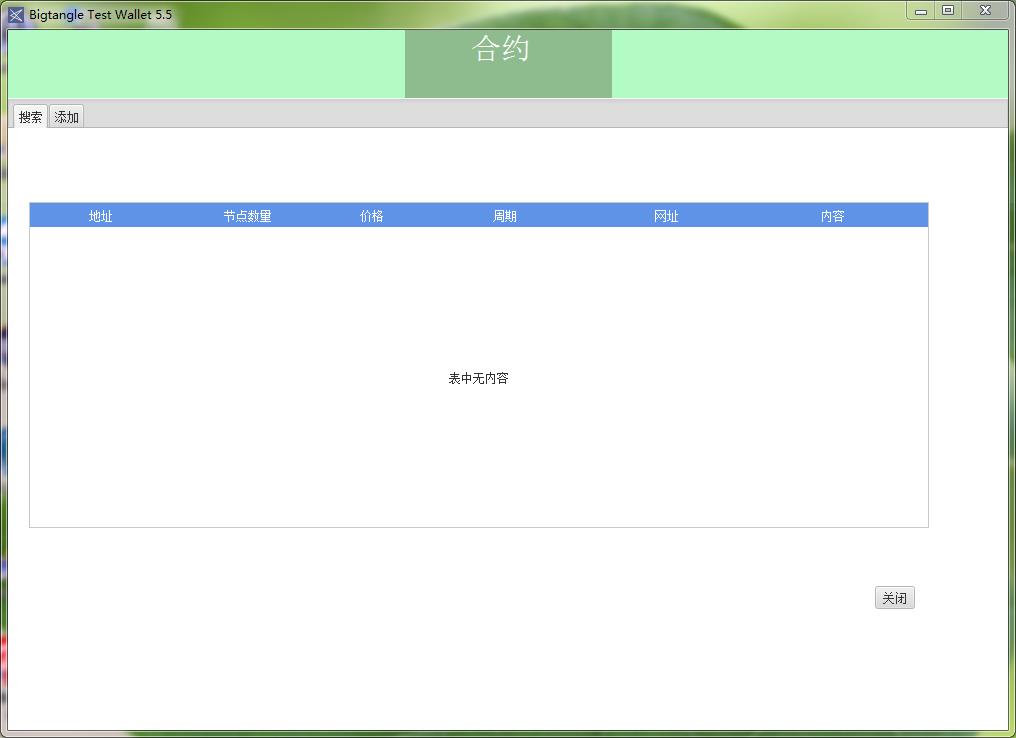 Bigtangle Test Wallet 5.5
合约
搜索 添加
地址 节点数量 价格 周期 网址 内容
表中无内容
关闭